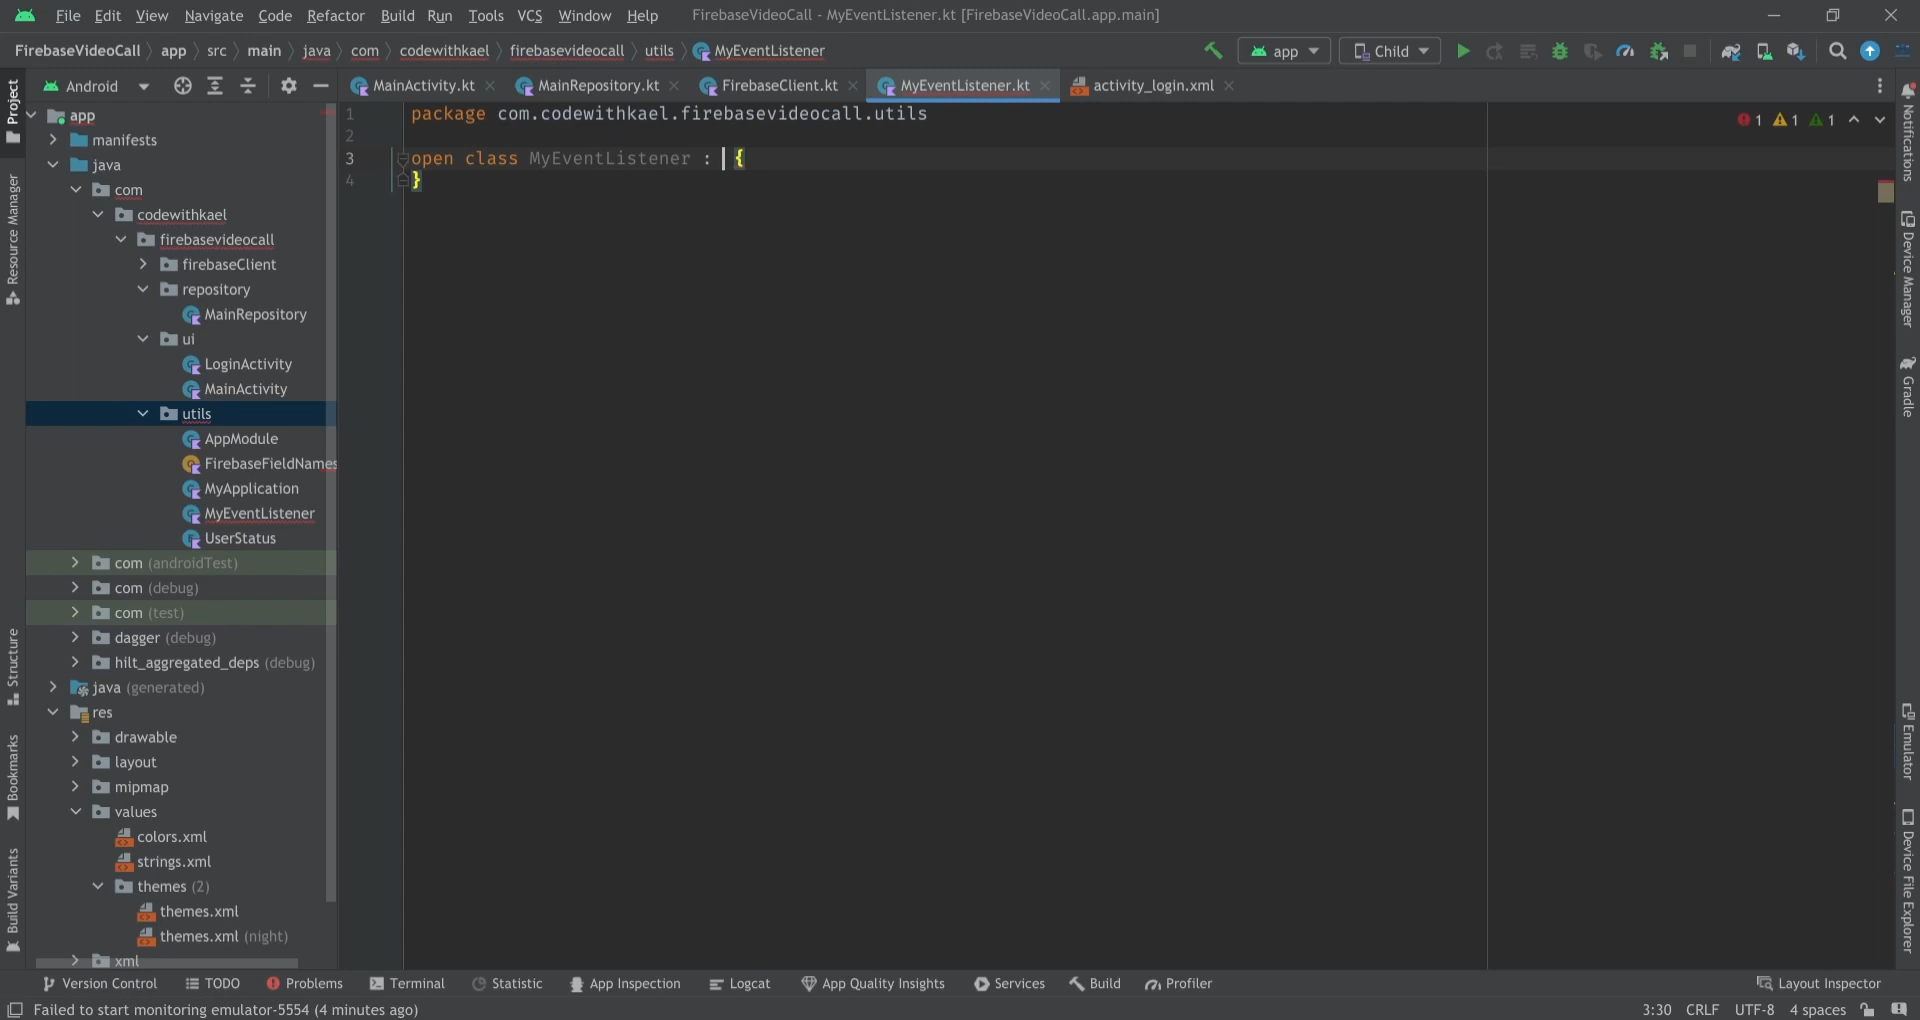 File Edit View Navigate Code Refactor Build Run Tools VCS Window Help FirebaseVideoCall - MyEventListener.kt [FirebaseVideoCall.app.main]
FirebaseVideoCall app src main java com codewithkael firebasevideocall utils MyEventListener app Child
Project
Android
MainActivity.kt MainRepository.kt FirebaseClient.kt MyEventListener.kt activity_login.xml
1 package com.codewithkael.firebasevideocall.utils
2
3 open class MyEventListener : {
4 }
1 1 1
app
manifests
java
com
codewithkael
firebasevideocall
firebaseClient
repository
MainRepository
ui
LoginActivity
MainActivity
utils
AppModule
FirebaseFieldNames
MyApplication
MyEventListener
UserStatus
com (androidTest)
com (debug)
com (test)
dagger (debug)
hilt_aggregated_deps (debug)
java (generated)
res
drawable
layout
mipmap
values
colors.xml
strings.xml
themes (2)
themes.xml
themes.xml (night)
xml
Resource Manager
Structure
Bookmarks
Build Variants
Notifications
Device Manager
Gradle
Emulator
Device File Explorer
Version Control TODO Problems Terminal Statistic App Inspection Logcat App Quality Insights Services Build Profiler Layout Inspector
Failed to start monitoring emulator-5554 (4 minutes ago) 3:30 CRLF UTF-8 4 spaces